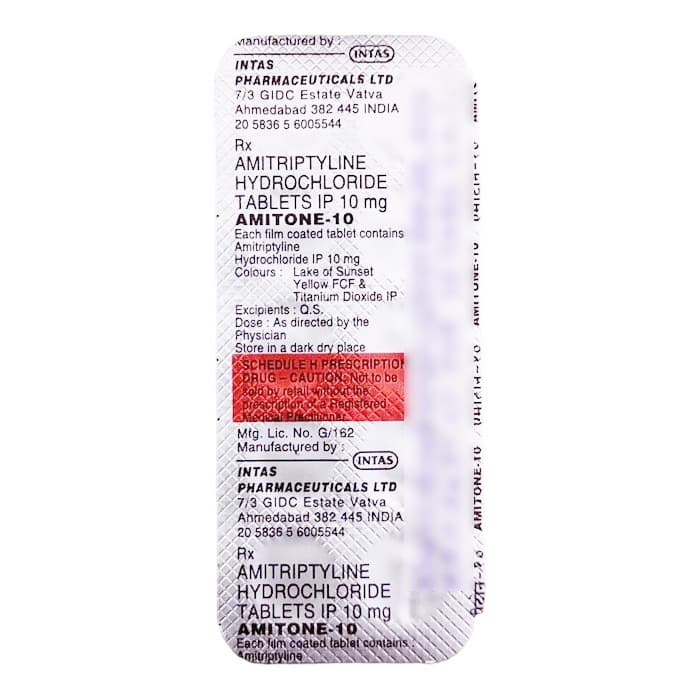 Manufactured by : INTAS
INTAS
PHARMACEUTICALS LTD
7/3 GIDC Estate Vatva
Ahmedabad 382 445 INDIA
20 5836 5 6005544
Rx
AMITRIPTYLINE
HYDROCHLORIDE
TABLETS IP 10 mg
AMITONE-10
Each film coated tablet contains
Amitriptyline
Hydrochloride IP 10 mg
Colours : Lake of Sunset
Yellow FCF &
Titanium Dioxide IP
Excipients : Q.S.
Dose : As directed by the
Physician
Store in a dark dry place
SCHEDULE H PRESCRIPTION
DRUG – CAUTION: Not to be
sold by retail without the
prescription of a Registered
Medical Practitioner
Mfg. Lic. No. G/162
Manufactured by :
INTAS
INTAS
PHARMACEUTICALS LTD
7/3 GIDC Estate Vatva
Ahmedabad 382 445 INDIA
20 5836 5 6005544
Rx
AMITRIPTYLINE
HYDROCHLORIDE
TABLETS IP 10 mg
AMITONE-10
Each film coated tablet contains :
Amitriptyline
AMITONE-10
AMITONE-10